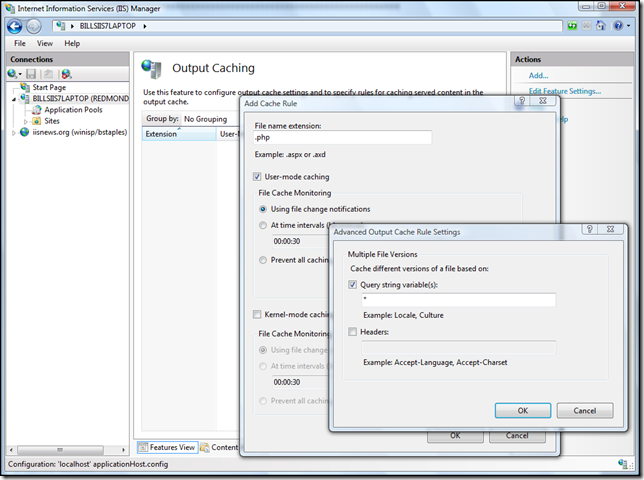 Internet Information Services (IIS) Manager
BILLSIIS7LAPTOP
File View Help
Connections
Start Page
BILLSIIS7LAPTOP (REDMOND
Application Pools
Sites
iisnews.org (winisp/bstaples)
Output Caching
Use this feature to configure output cache settings and to specify rules for caching served content in the
output cache.
Group by: No Grouping
Extension
Actions
Add...
Edit Feature Settings...
Add Cache Rule
File name extension:
.php
Example: .aspx or .axd
User-mode caching
File Cache Monitoring
Using file change notifications
At time intervals
00:00:30
Prevent all
Kernel-mode
File Cache
Using file
At time intervals
00:00:30
Prevent all
OK Cancel
Advanced Output Cache Rule Settings
Multiple File Versions
Cache different versions of a file based on:
Query string variable(s):
*
Example: Locale, Culture
Headers:
Example: Accept-Language, Accept-Charset
OK Cancel
Features View Content
Configuration: 'localhost' applicationHost.config